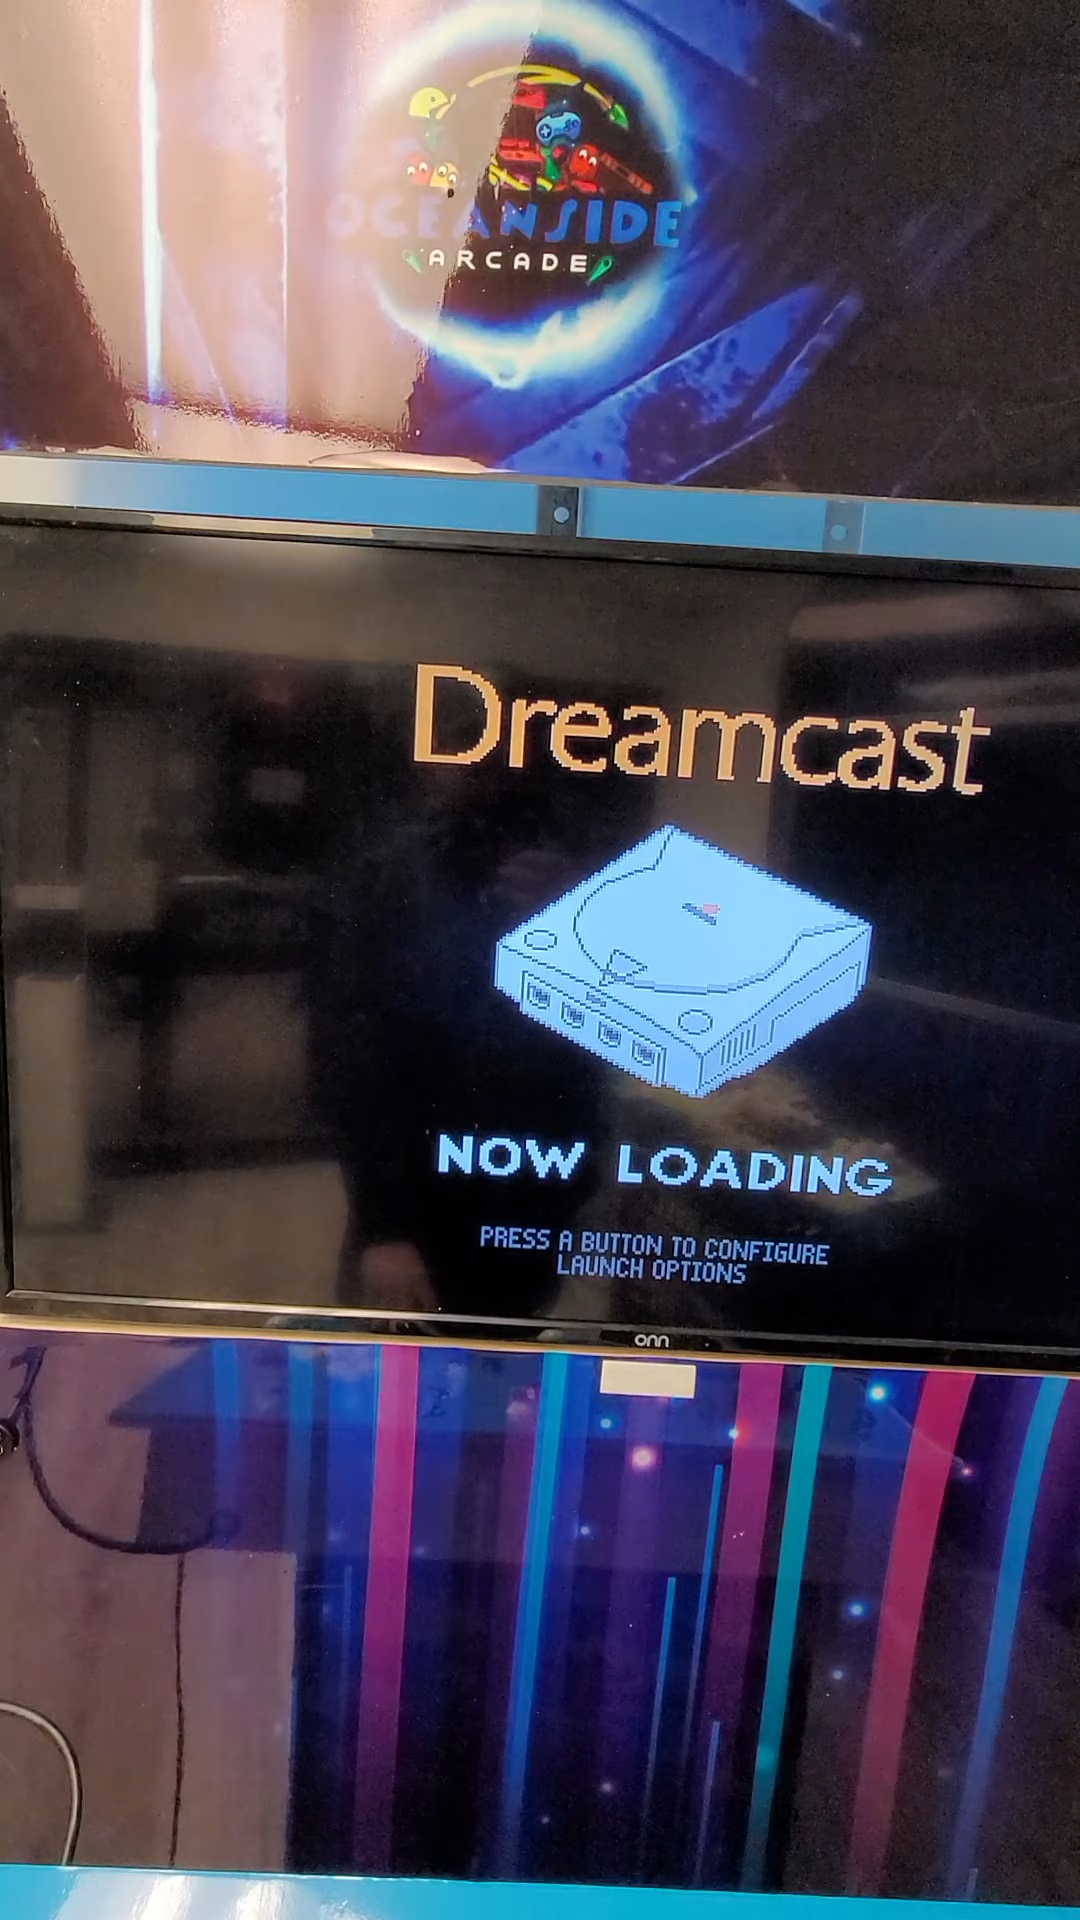 OCEANSIDE
ARCADE
Dreamcast
NOW LOADING
PRESS A BUTTON TO CONFIGURE
LAUNCH OPTIONS
onn